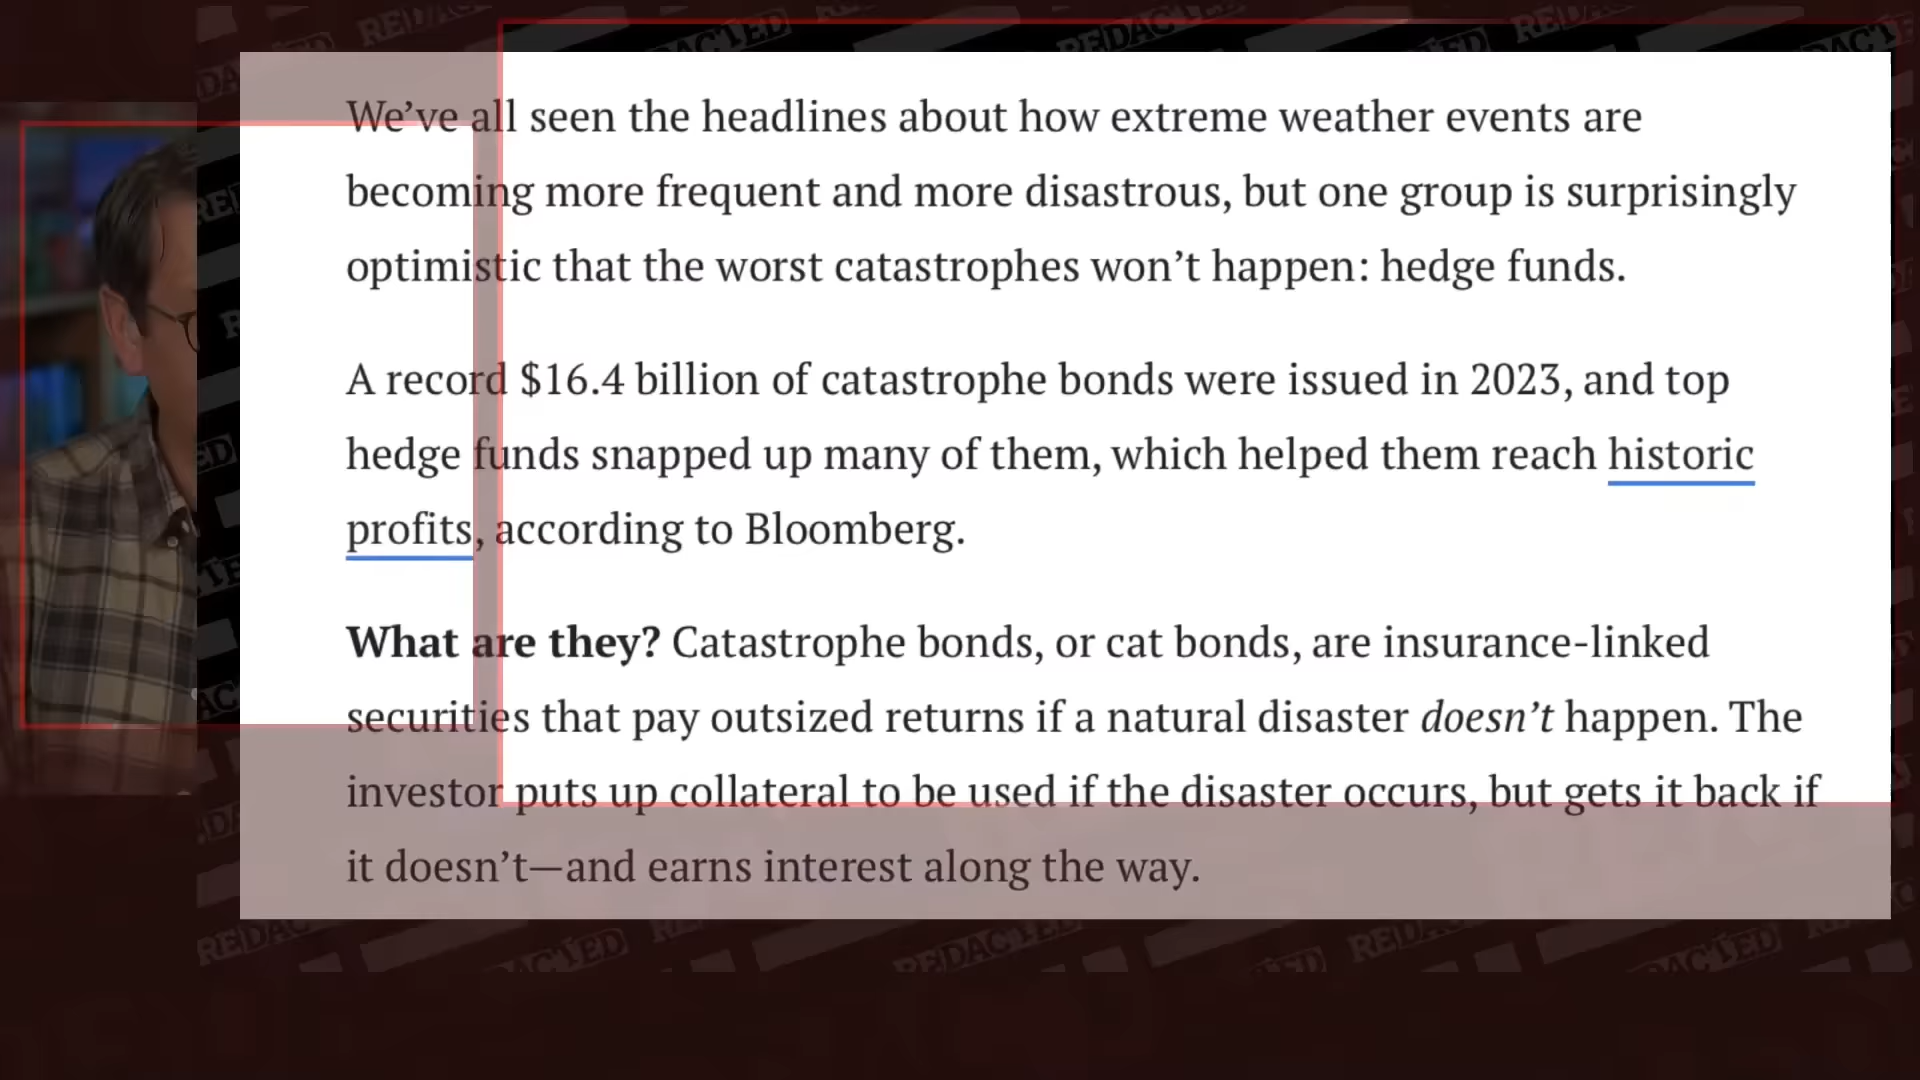 We’ve all seen the headlines about how extreme weather events are
becoming more frequent and more disastrous, but one group is surprisingly
optimistic that the worst catastrophes won’t happen: hedge funds.
A record $16.4 billion of catastrophe bonds were issued in 2023, and top
hedge funds snapped up many of them, which helped them reach historic
profits, according to Bloomberg.
What are they? Catastrophe bonds, or cat bonds, are insurance-linked
securities that pay outsized returns if a natural disaster doesn’t happen. The
investor puts up collateral to be used if the disaster occurs, but gets it back if
it doesn’t—and earns interest along the way.
REDACTED
REDACTED
REDACTED
REDACTED